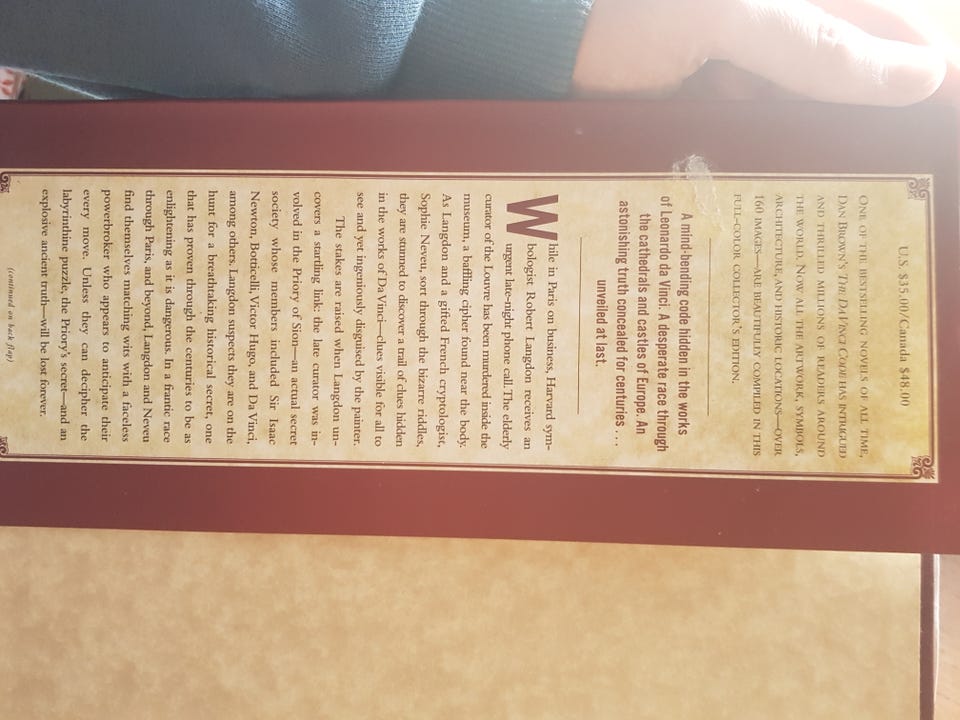 U.S. $35.00/Canada $48.00
ONE OF THE BESTSELLING NOVELS OF ALL TIME,
DAN BROWN'S THE DA VINCI CODE HAS INTRIGUED
AND THRILLED MILLIONS OF READERS AROUND
THE WORLD. NOW ALL THE ARTWORK, SYMBOLS,
ARCHITECTURE, AND HISTORIC LOCATIONS—OVER
160 IMAGES—ARE BEAUTIFULLY COMPILED IN THIS
FULL-COLOR COLLECTOR'S EDITION.
A mind-bending code hidden in the works
of Leonardo da Vinci. A desperate race through
the cathedrals and castles of Europe. An
astonishing truth concealed for centuries . . .
unveiled at last.
While in Paris on business, Harvard sym-
bologist Robert Langdon receives an
urgent late-night phone call. The elderly
curator of the Louvre has been murdered inside the
museum, a baffling cipher found near the body.
As Langdon and a gifted French cryptologist,
Sophie Neveu, sort through the bizarre riddles,
they are stunned to discover a trail of clues hidden
in the works of Da Vinci—clues visible for all to
see and yet ingeniously disguised by the painter.
The stakes are raised when Langdon un-
covers a startling link: the late curator was in-
volved in the Priory of Sion—an actual secret
society whose members included Sir Isaac
Newton, Botticelli, Victor Hugo, and Da Vinci,
among others. Langdon suspects they are on the
hunt for a breathtaking historical secret, one
that has proven through the centuries to be as
enlightening as it is dangerous. In a frantic race
through Paris, and beyond, Langdon and Neveu
find themselves matching wits with a faceless
powerbroker who appears to anticipate their
every move. Unless they can decipher the
labyrinthine puzzle, the Priory's secret—and an
explosive ancient truth—will be lost forever.
(continued on back flap)